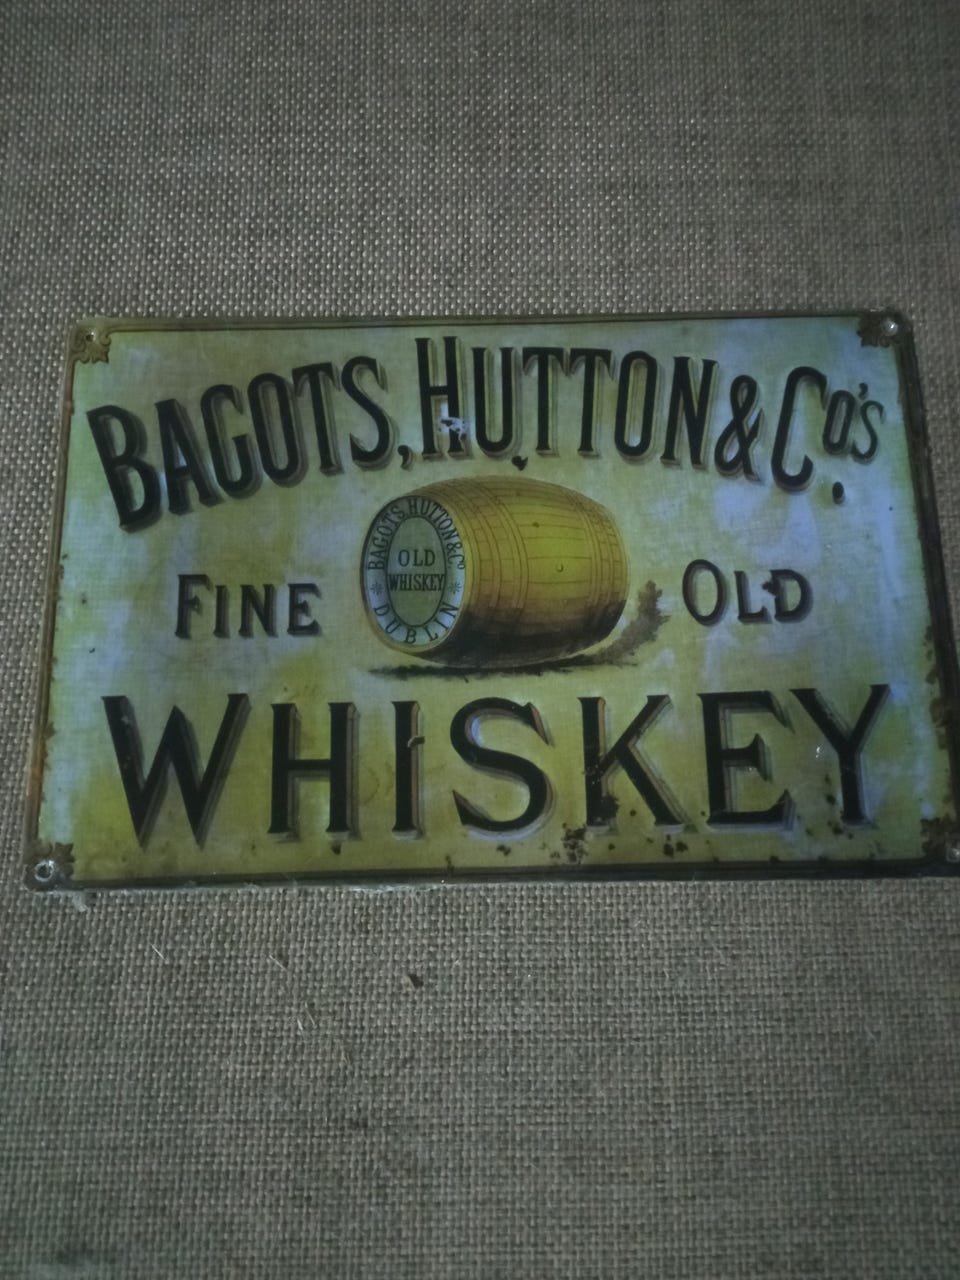 BAGOTS, HUTTON & Co's.
BAGOTS, HUTTON & Co
OLD
WHISKEY
DUBLIN
FINE OLD
WHISKEY